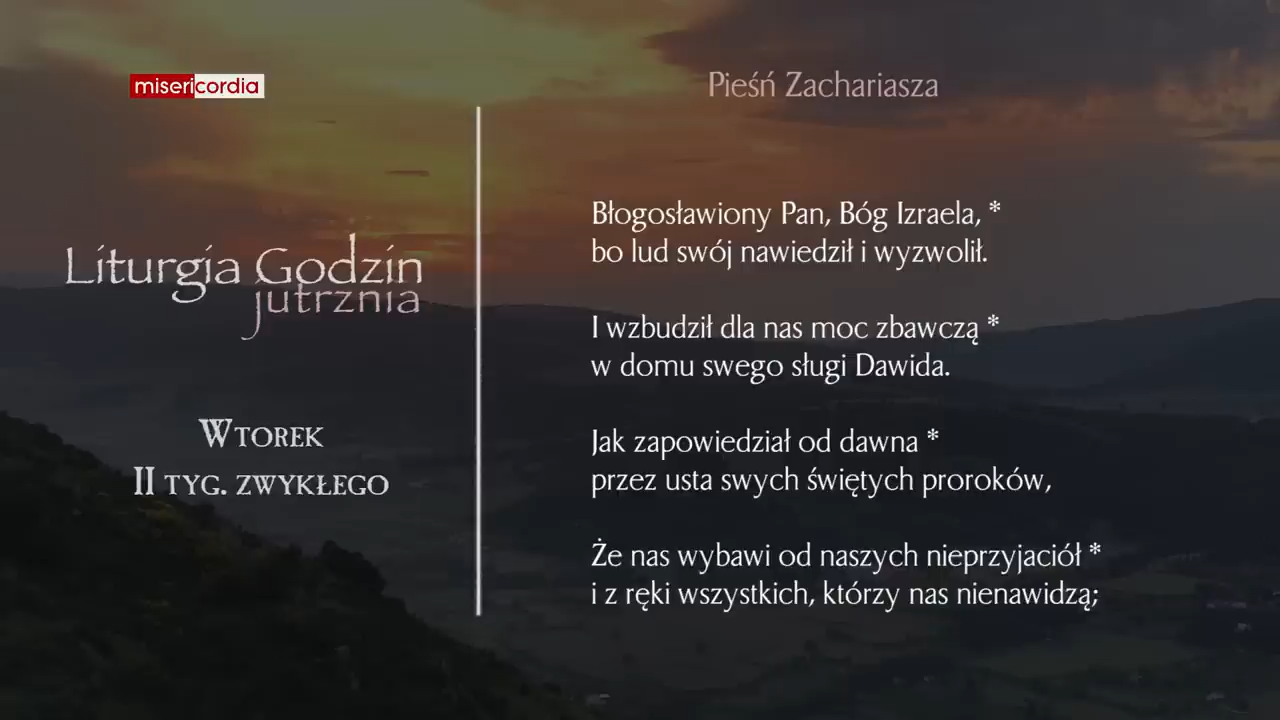 misericordia
Liturgia Godzin
jutrznia
Wtorek
II tyg. zwykłego
Pieśń Zachariasza
Błogosławiony Pan, Bóg Izraela, *
bo lud swój nawiedził i wyzwolił.
I wzbudził dla nas moc zbawczą *
w domu swego sługi Dawida.
Jak zapowiedział od dawna *
przez usta swych świętych proroków,
Że nas wybawi od naszych nieprzyjaciół *
i z ręki wszystkich, którzy nas nienawidzą;